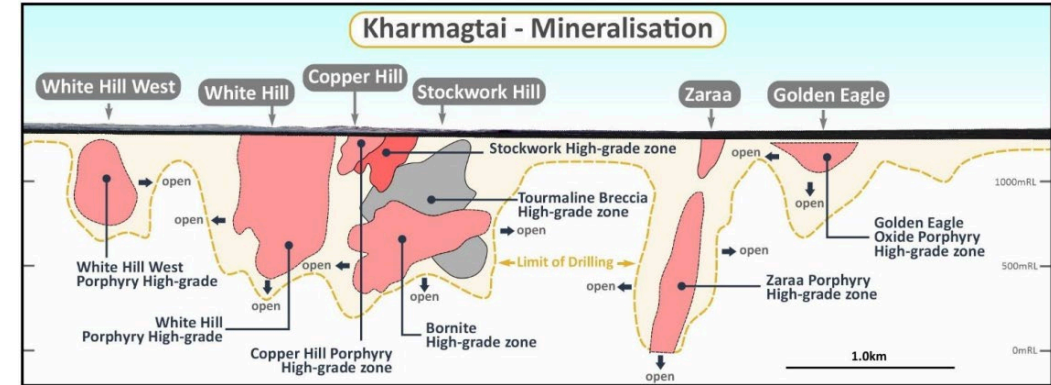 Kharmagtai - Mineralisation
White Hill West
White Hill
Copper Hill
Stockwork Hill
Zaraa
Golden Eagle
Stockwork High-grade zone
open
open
1000mRL
Tourmaline Breccia
High-grade zone
open
open
open
Golden Eagle
Oxide Porphyry
High-grade zone
open
White Hill West
Porphyry High-grade
open
Limit of Drilling
500mRL
open
Zaraa Porphyry
High-grade zone
open
open
open
White Hill
Porphyry High-grade
Bornite
High-grade zone
Copper Hill Porphyry
High-grade zone
0mRL
1.0km
open